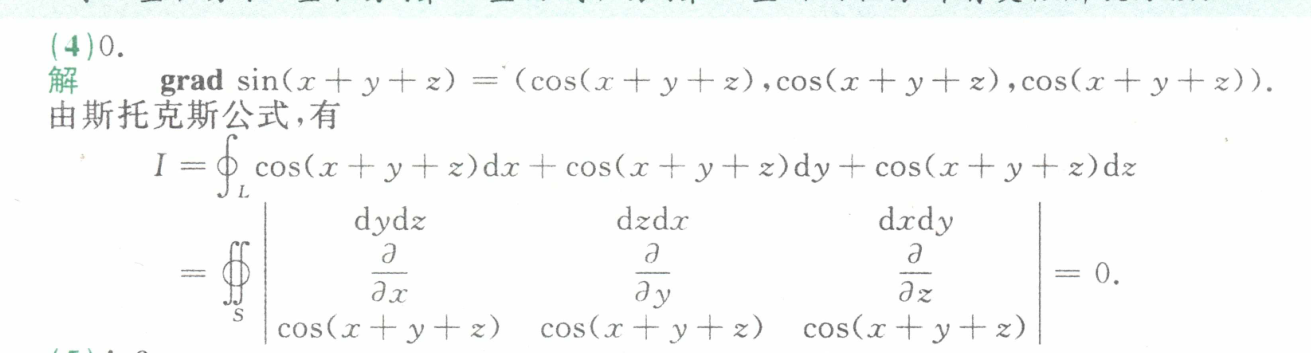 (4)0.
解 grad sin(x+y+z) = (cos(x+y+z),cos(x+y+z),cos(x+y+z)).
由斯托克斯公式,有
I = ∮_L cos(x+y+z)dx + cos(x+y+z)dy + cos(x+y+z)dz
= ∯_S | dydz dzdx dxdy |
| ∂/∂x ∂/∂y ∂/∂z | = 0.
| cos(x+y+z) cos(x+y+z) cos(x+y+z) |